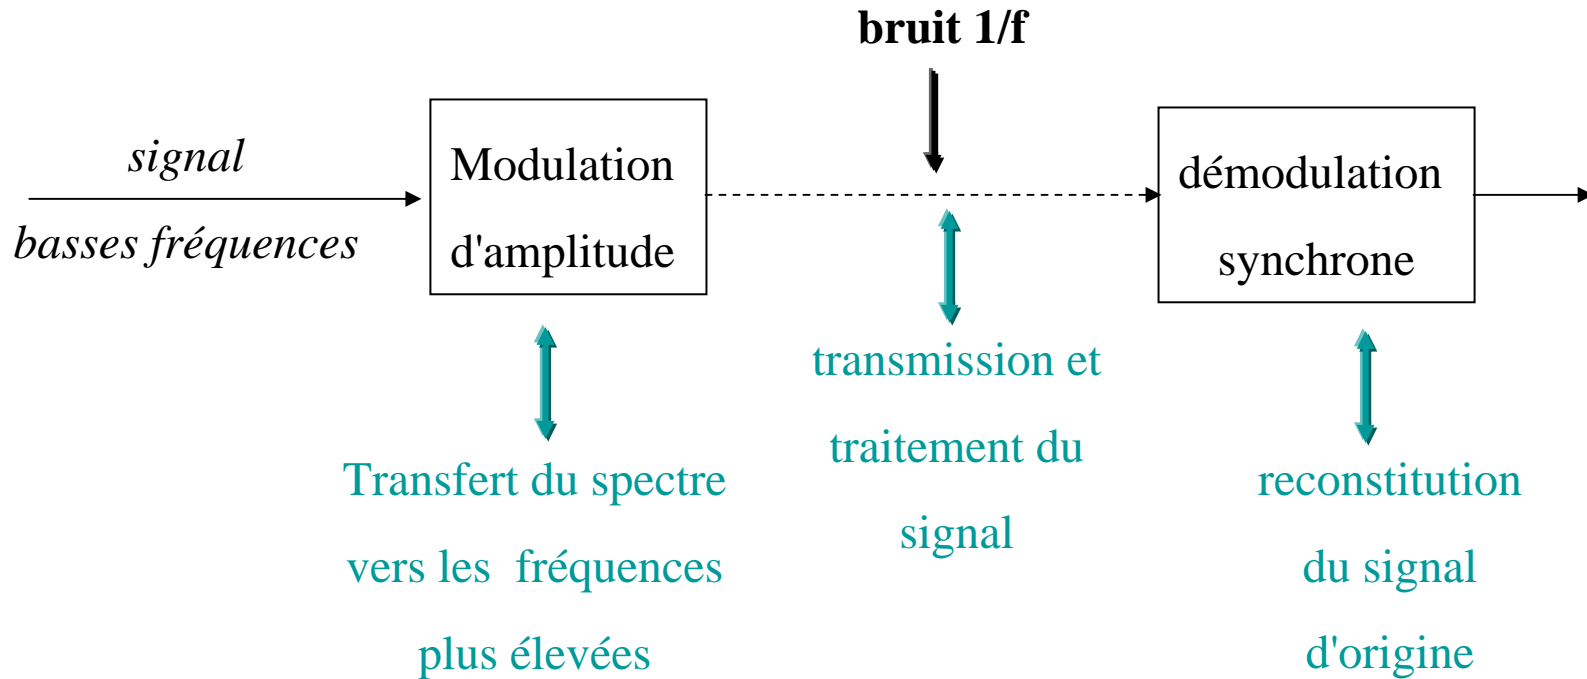 bruit 1/f
signal
basses fréquences
Modulation
d'amplitude
démodulation
synchrone
Transfert du spectre
vers les fréquences
plus élevées
transmission et
traitement du
signal
reconstitution
du signal
d'origine